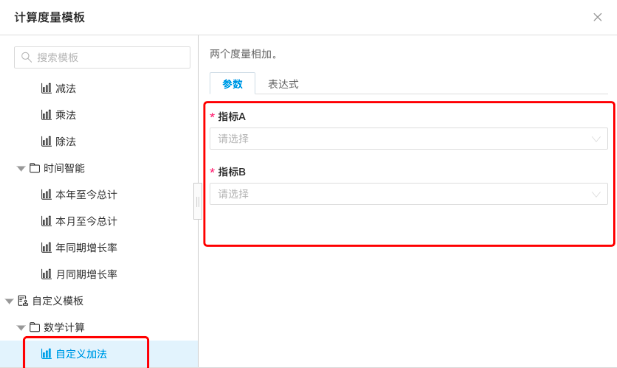 计算度量模板
搜索模板
减法
乘法
除法
时间智能
本年至今总计
本月至今总计
年同期增长率
月同期增长率
自定义模板
数学计算
自定义加法
两个度量相加。
参数
表达式
* 指标A
请选择
* 指标B
请选择